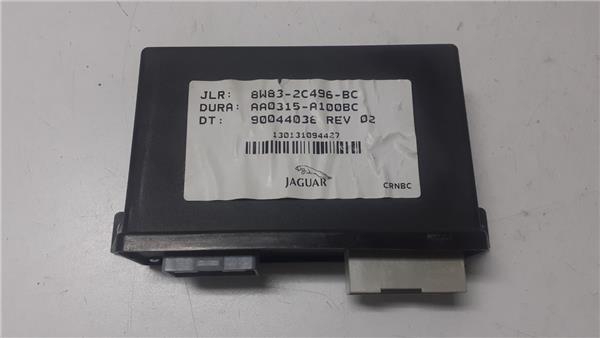 JLR: 8W83-2C496-BC
DURA: AA0315-A100BC
DT: 90044038 REV 02
130131094427
JAGUAR
CRNBC